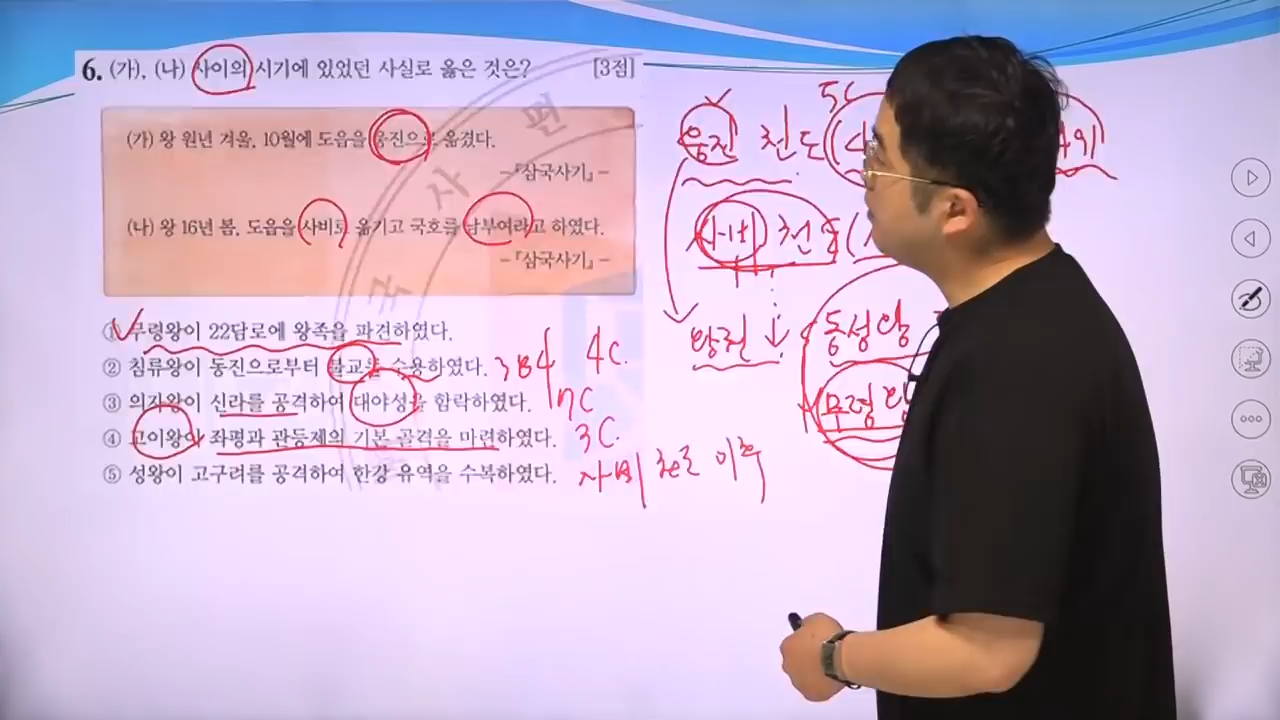 6. (가), (나) 사이의 시기에 있었던 사실로 옳은 것은? [3점]
(가) 왕 원년 겨울, 10월에 도읍을 웅진으로 옮겼다.
-『삼국사기』-
(나) 왕 16년 봄, 도읍을 사비로 옮기고 국호를 남부여라고 하였다.
-『삼국사기』-
① 무령왕이 22담로에 왕족을 파견하였다.
② 침류왕이 동진으로부터 불교를 수용하였다. 384 4C.
③ 의자왕이 신라를 공격하여 대야성을 함락하였다. 7C
④ 고이왕이 좌평과 관등제의 기본 골격을 마련하였다. 3C.
⑤ 성왕이 고구려를 공격하여 한강 유역을 수복하였다. 사비 천도 이후
국 사 편
5C
웅진 천도
사비 천도
왕권 ↓
동성왕
무령왕